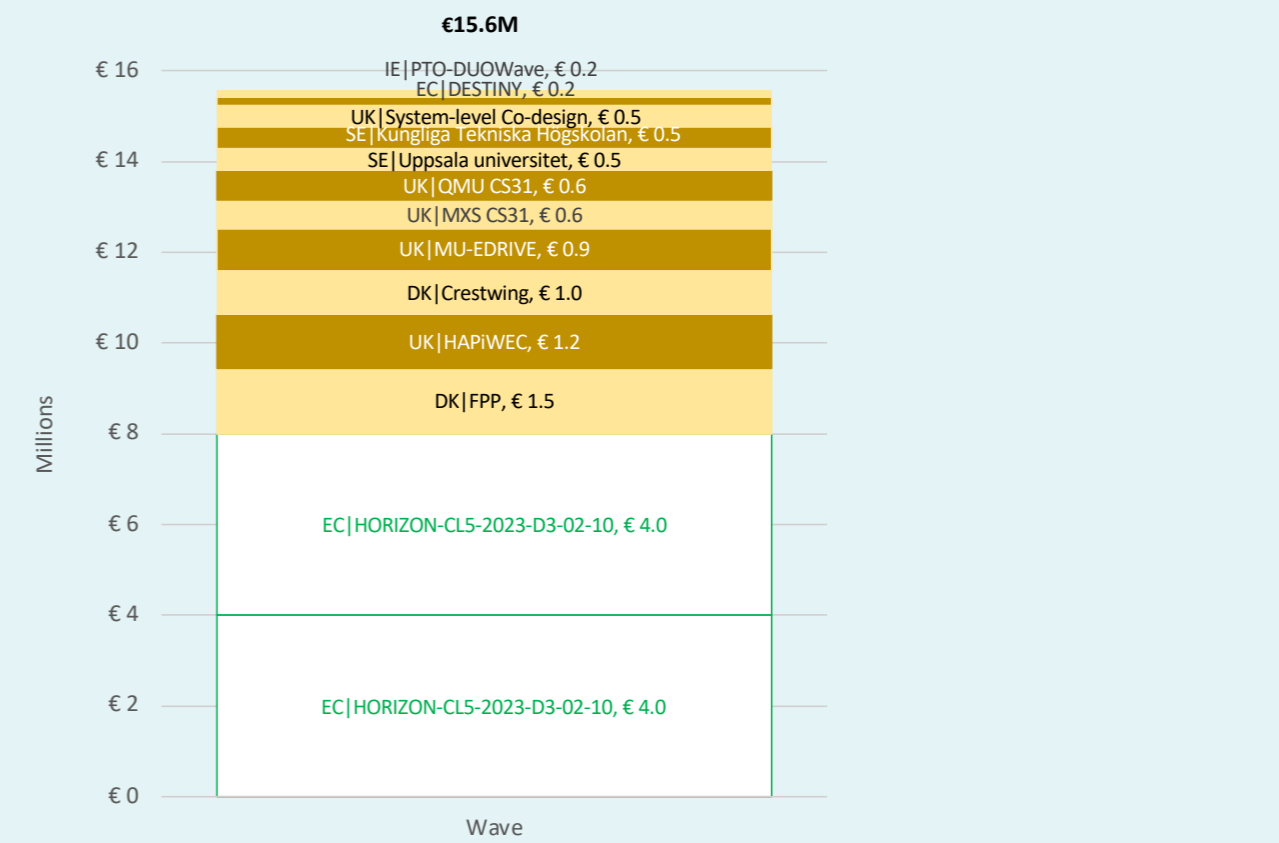 €15.6M
€ 16
IE|PTO-DUOWave, € 0.2
EC|DESTINY, € 0.2
UK|System-level Co-design, € 0.5
SE|Kungliga Tekniska Högskolan, € 0.5
€ 14
SE|Uppsala universitet, € 0.5
UK|QMU CS31, € 0.6
UK|MXS CS31, € 0.6
€ 12
UK|MU-EDRIVE, € 0.9
DK|Crestwing, € 1.0
€ 10
UK|HAPiWEC, € 1.2
DK|FPP, € 1.5
€ 8
Millions
€ 6
EC|HORIZON-CL5-2023-D3-02-10, € 4.0
€ 4
€ 2
EC|HORIZON-CL5-2023-D3-02-10, € 4.0
€ 0
Wave